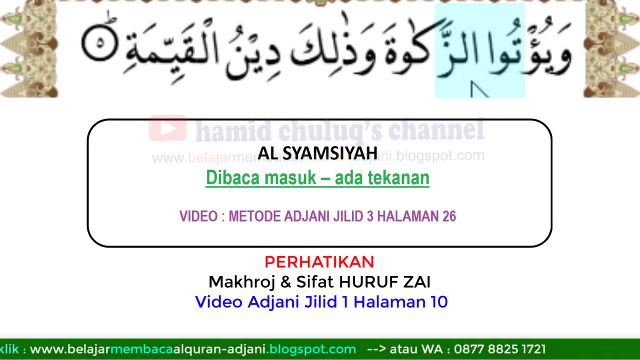 وَيُؤْتُوا الزَّكٰوةَ وَذٰلِكَ دِيْنُ الْقَيِّمَةِۗ ٥
hamid chuluq's channel
AL SYAMSIYAH
www.belajarmembacaalquran-adjani.blogspot.com
Dibaca masuk – ada tekanan
VIDEO : METODE ADJANI JILID 3 HALAMAN 26
PERHATIKAN
Makhroj & Sifat HURUF ZAI
Video Adjani Jilid 1 Halaman 10
klik : www.belajarmembacaalquran-adjani.blogspot.com --> atau WA : 0877 8825 1721